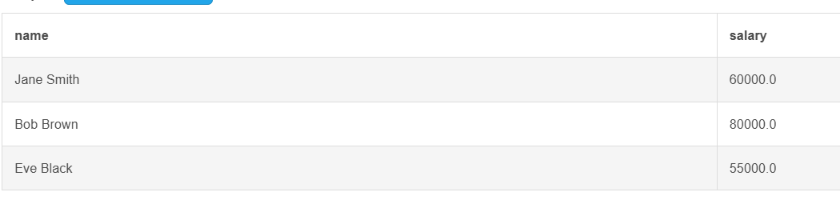 name salary
Jane Smith 60000.0
Bob Brown 80000.0
Eve Black 55000.0